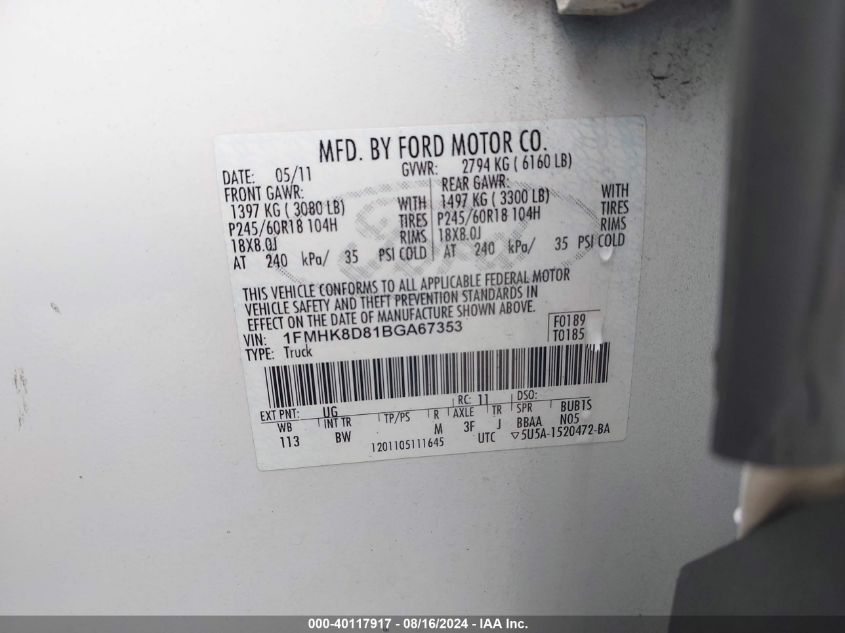 MFD. BY FORD MOTOR CO.
DATE: 05/11 GVWR: 2794 KG ( 6160 LB)
FRONT GAWR: REAR GAWR:
1397 KG ( 3080 LB) WITH 1497 KG ( 3300 LB) WITH
P245/60R18 104H TIRES P245/60R18 104H TIRES
18X8.0J RIMS 18X8.0J RIMS
AT 240 kPa/ 35 PSI COLD AT 240 kPa/ 35 PSI COLD
THIS VEHICLE CONFORMS TO ALL APPLICABLE FEDERAL MOTOR
VEHICLE SAFETY AND THEFT PREVENTION STANDARDS IN
EFFECT ON THE DATE OF MANUFACTURE SHOWN ABOVE.
VIN: 1FMHK8D81BGA67353 F0189
TYPE: Truck T0185
EXT PNT: UG RC: 11 DSO:
WB INT TR TP/PS R AXLE TR SPR BUB1S
113 BW M 3F J BBAA N05
1201105111645 UTC ▽5U5A-1520472-BA
000-40117917 - 08/16/2024 - IAA Inc.